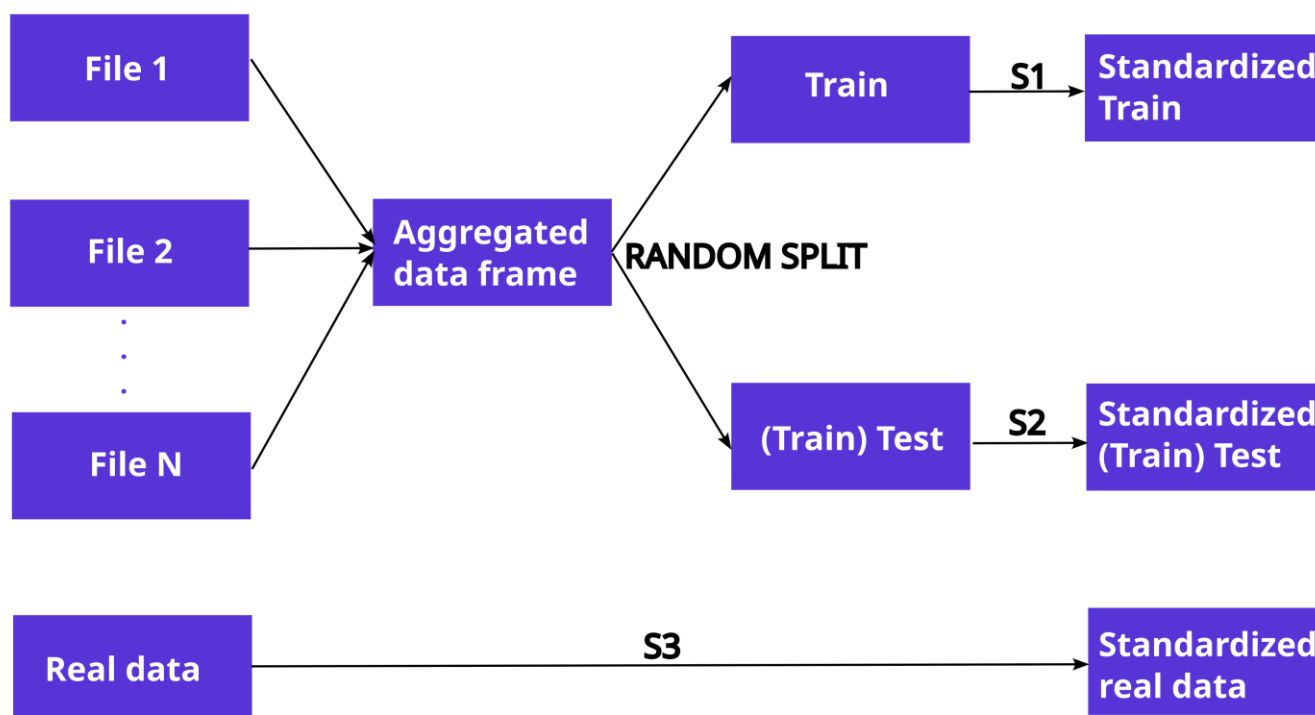 File 1
Train
S1
Standardized
Train
File 2
Aggregated
data frame
RANDOM SPLIT
File N
(Train) Test
S2
Standardized
(Train) Test
Real data
S3
Standardized
real data